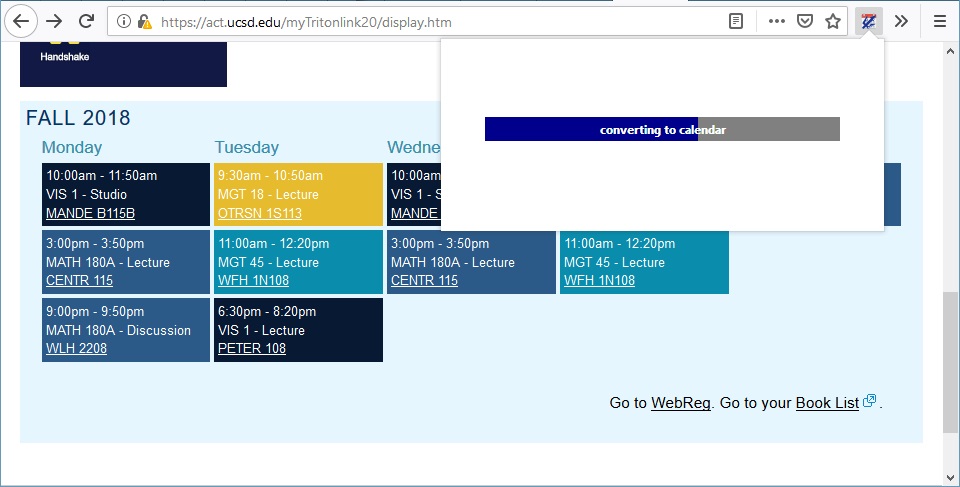 https://act.ucsd.edu/myTritonlink20/display.htm
Handshake
converting to calendar
FALL 2018
Monday
Tuesday
Wedne
10:00am - 11:50am
VIS 1 - Studio
MANDE B115B
9:30am - 10:50am
MGT 18 - Lecture
OTRSN 1S113
10:00am
VIS 1 - S
MANDE
3:00pm - 3:50pm
MATH 180A - Lecture
CENTR 115
11:00am - 12:20pm
MGT 45 - Lecture
WFH 1N108
3:00pm - 3:50pm
MATH 180A - Lecture
CENTR 115
11:00am - 12:20pm
MGT 45 - Lecture
WFH 1N108
9:00pm - 9:50pm
MATH 180A - Discussion
WLH 2208
6:30pm - 8:20pm
VIS 1 - Lecture
PETER 108
Go to WebReg. Go to your Book List .